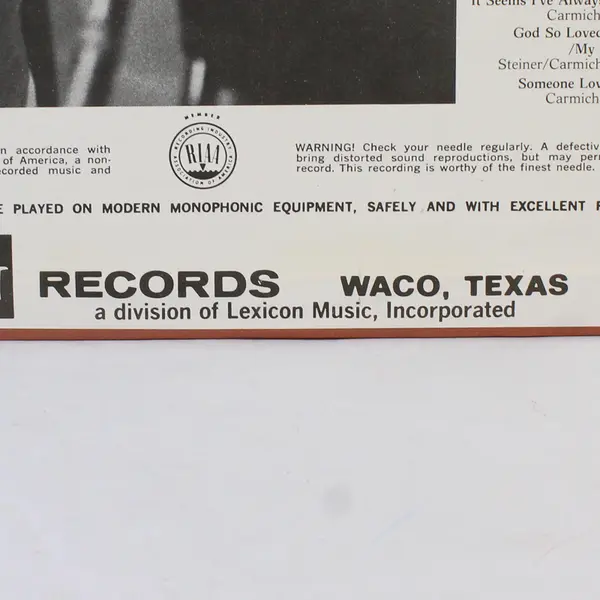 It Seems I've Always
Carmich
God So Loved
/My
Steiner/Carmich
Someone Lov
Carmich
MEMBER
RECORDING INDUSTRY ASSOCIATION OF AMERICA
RIAA
n accordance with
of America, a non-
ecorded music and
WARNING! Check your needle regularly. A defectiv
bring distorted sound reproductions, but may per
record. This recording is worthy of the finest needle.
E PLAYED ON MODERN MONOPHONIC EQUIPMENT, SAFELY AND WITH EXCELLENT R
RECORDS WACO, TEXAS
a division of Lexicon Music, Incorporated